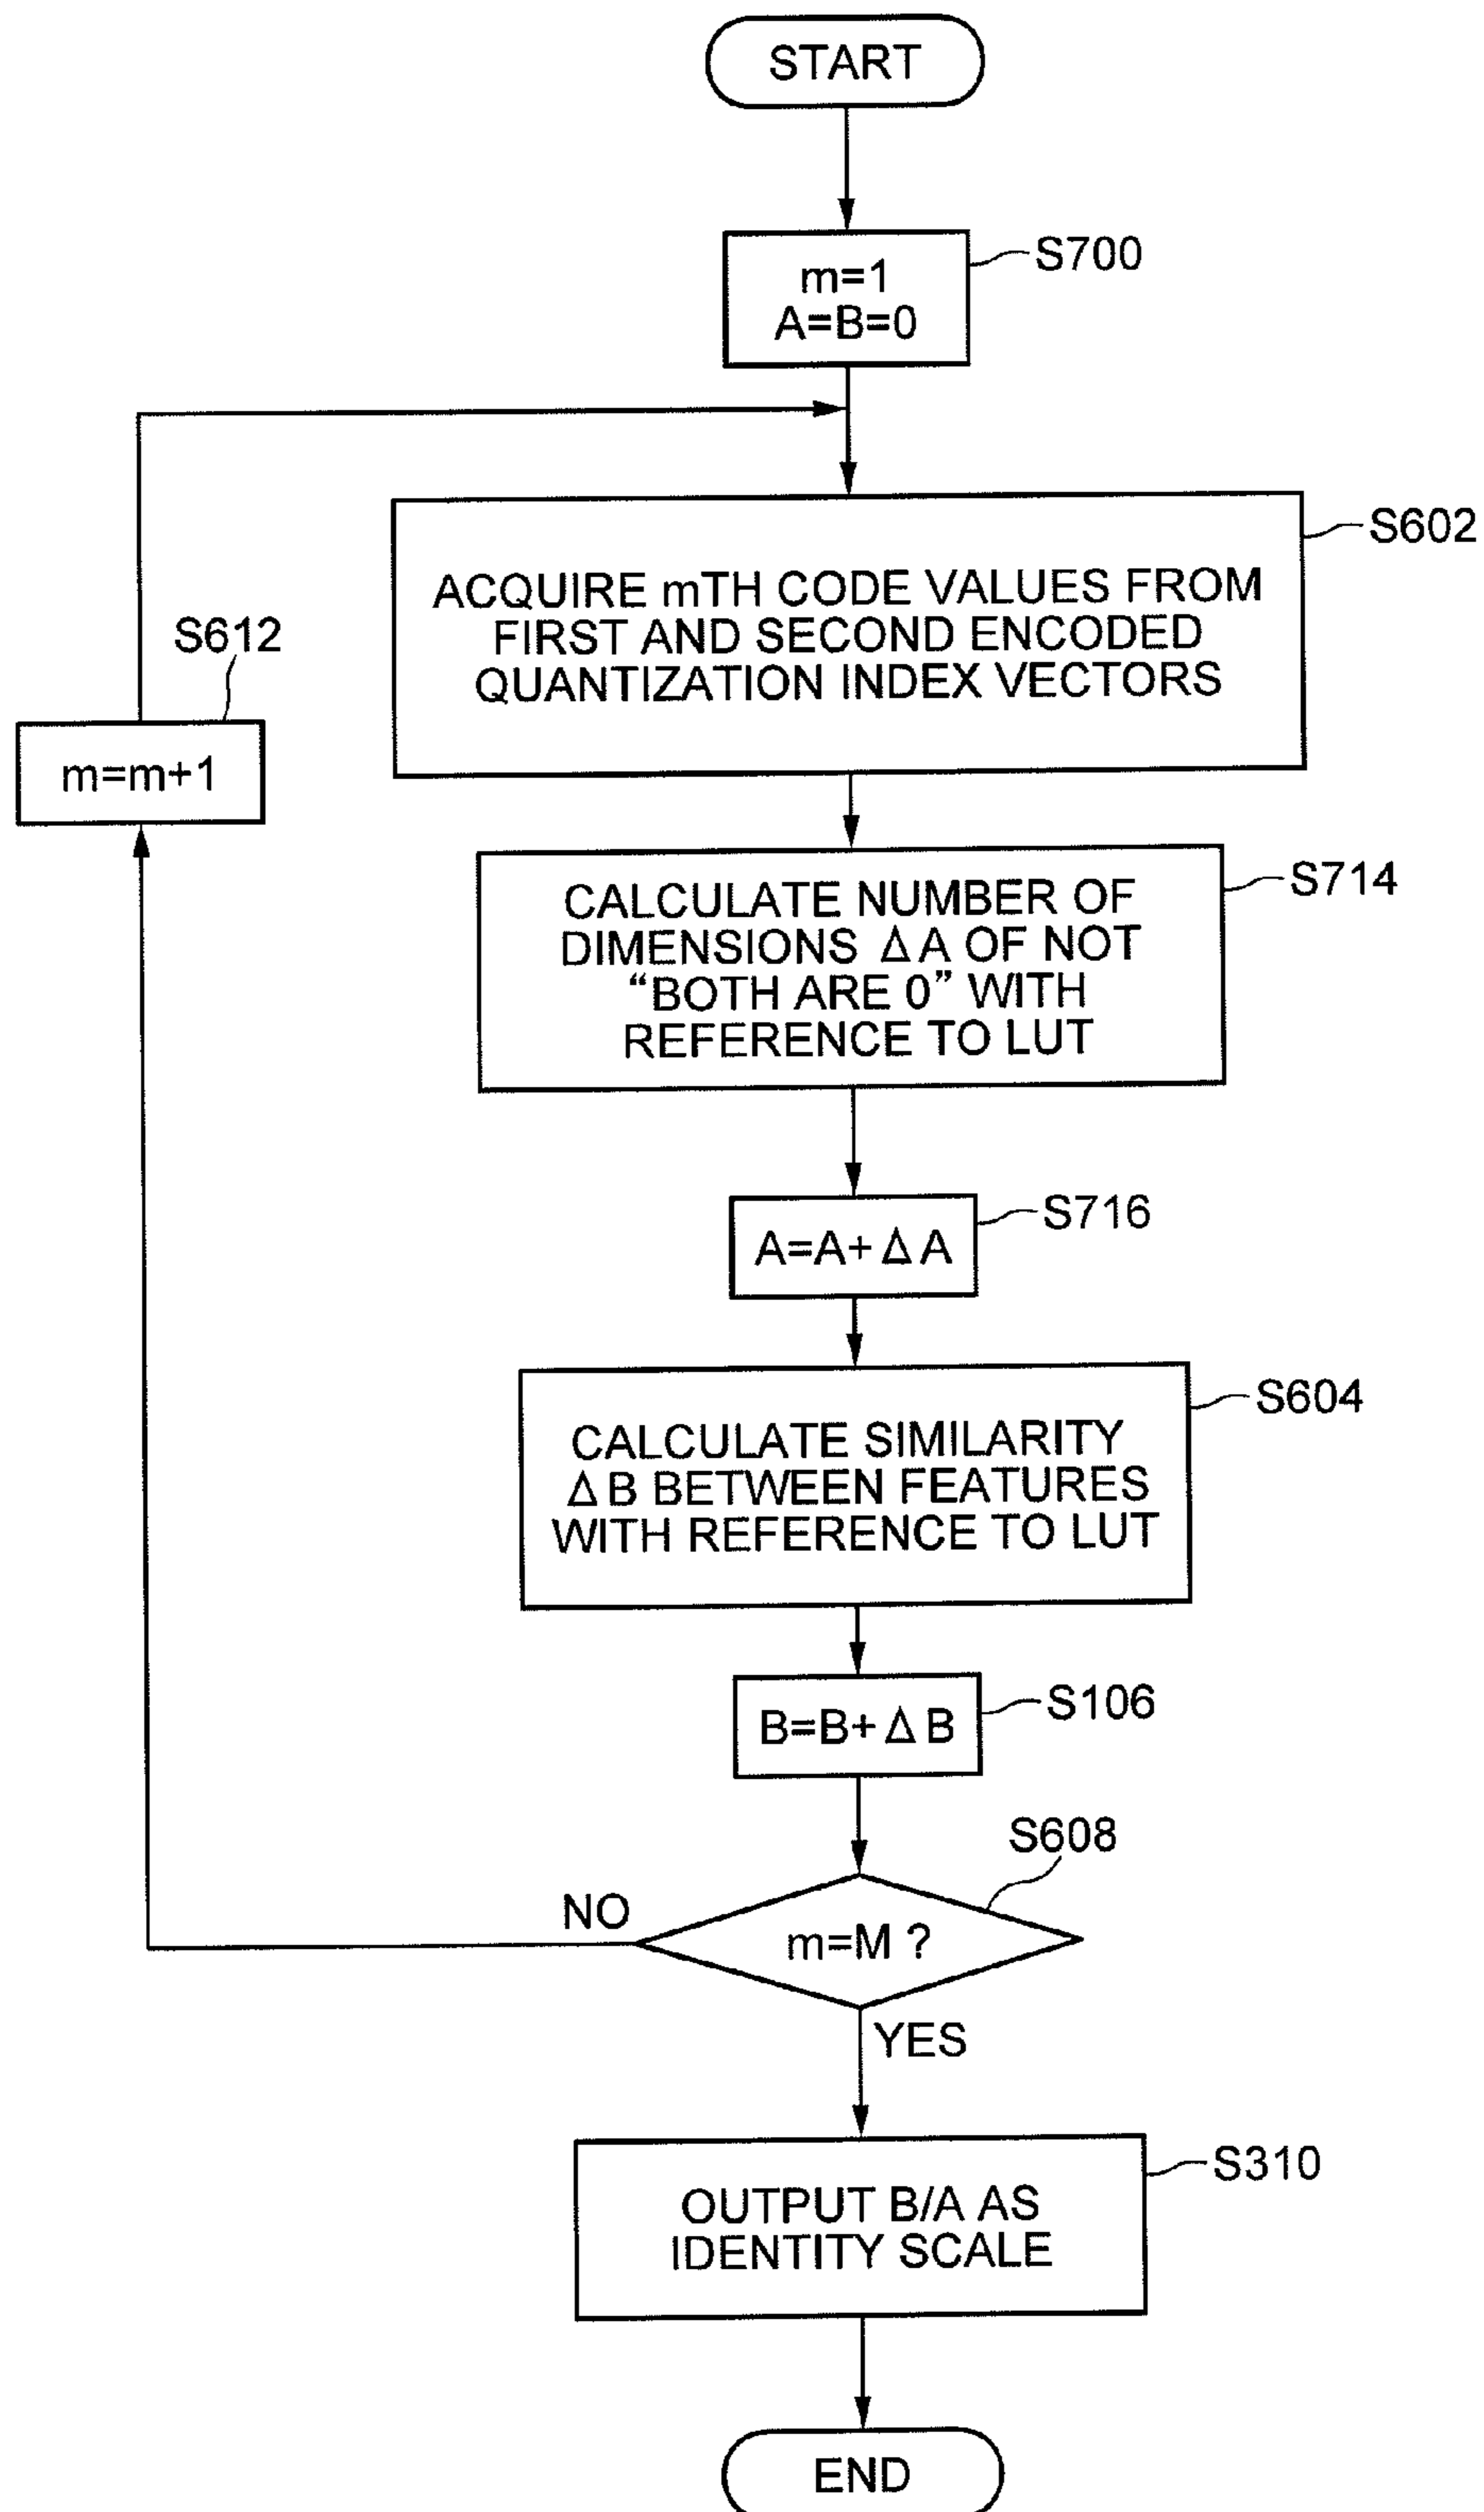 START
S700
m=1
A=B=0
S602
ACQUIRE mTH CODE VALUES FROM
FIRST AND SECOND ENCODED
QUANTIZATION INDEX VECTORS
S612
m=m+1
S714
CALCULATE NUMBER OF
DIMENSIONS ΔA OF NOT
“BOTH ARE 0” WITH
REFERENCE TO LUT
S716
A=A+ΔA
S604
CALCULATE SIMILARITY
ΔB BETWEEN FEATURES
WITH REFERENCE TO LUT
S106
B=B+ΔB
S608
NO
m=M ?
YES
S310
OUTPUT B/A AS
IDENTITY SCALE
END